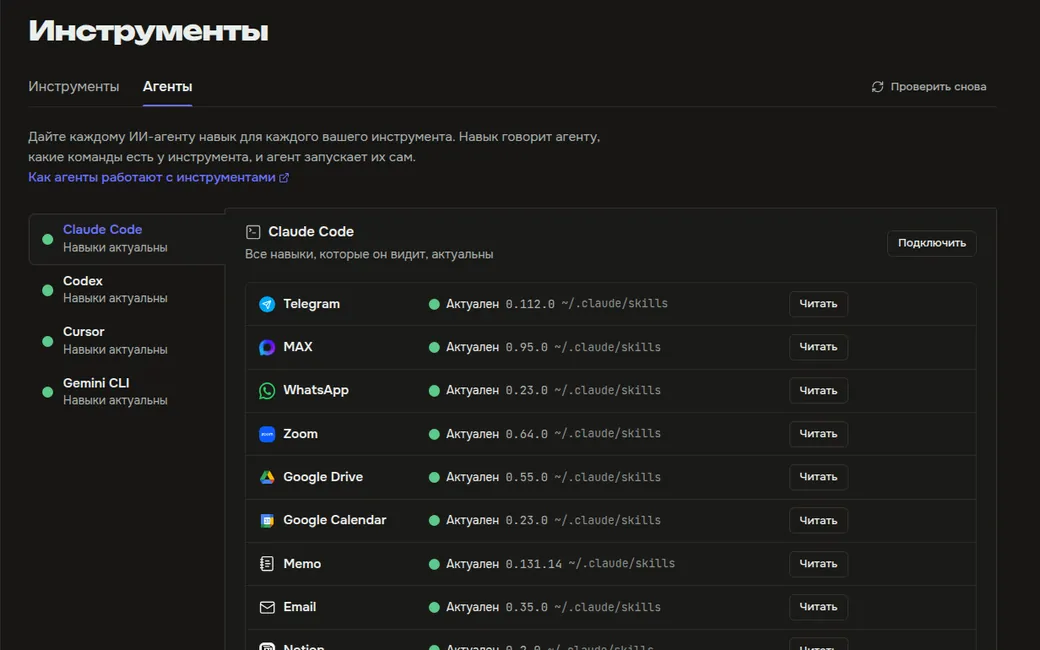 Инструменты
Инструменты
Агенты
Проверить снова
Дайте каждому ИИ-агенту навык для каждого вашего инструмента. Навык говорит агенту,
какие команды есть у инструмента, и агент запускает их сам.
Как агенты работают с инструментами
Claude Code
Навыки актуальны
Codex
Навыки актуальны
Cursor
Навыки актуальны
Gemini CLI
Навыки актуальны
Claude Code
Все навыки, которые он видит, актуальны
Подключить
Telegram Актуален 0.112.0 ~/.claude/skills Читать
MAX Актуален 0.95.0 ~/.claude/skills Читать
WhatsApp Актуален 0.23.0 ~/.claude/skills Читать
Zoom Актуален 0.64.0 ~/.claude/skills Читать
Google Drive Актуален 0.55.0 ~/.claude/skills Читать
Google Calendar Актуален 0.23.0 ~/.claude/skills Читать
Memo Актуален 0.131.14 ~/.claude/skills Читать
Email Актуален 0.35.0 ~/.claude/skills Читать
Notion Актуален ~/.claude/skills Читать